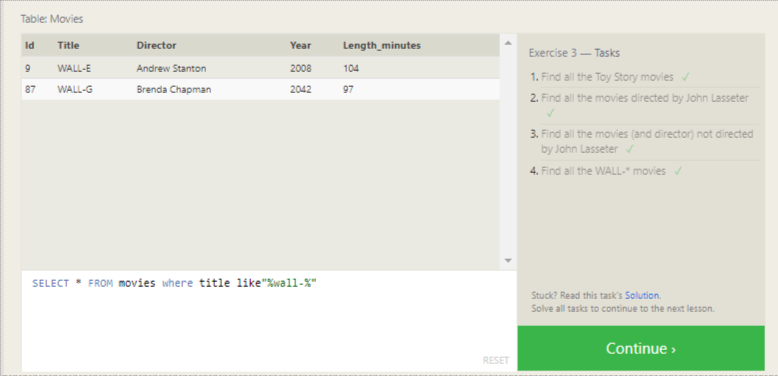 Table: Movies
Id Title Director Year Length_minutes
9 WALL-E Andrew Stanton 2008 104
87 WALL-G Brenda Chapman 2042 97
SELECT * FROM movies where title like"%wall-%"
RESET
Exercise 3 — Tasks
1. Find all the Toy Story movies ✓
2. Find all the movies directed by John Lasseter
✓
3. Find all the movies (and director) not directed
by John Lasseter ✓
4. Find all the WALL-* movies ✓
Stuck? Read this task's Solution.
Solve all tasks to continue to the next lesson.
Continue ›